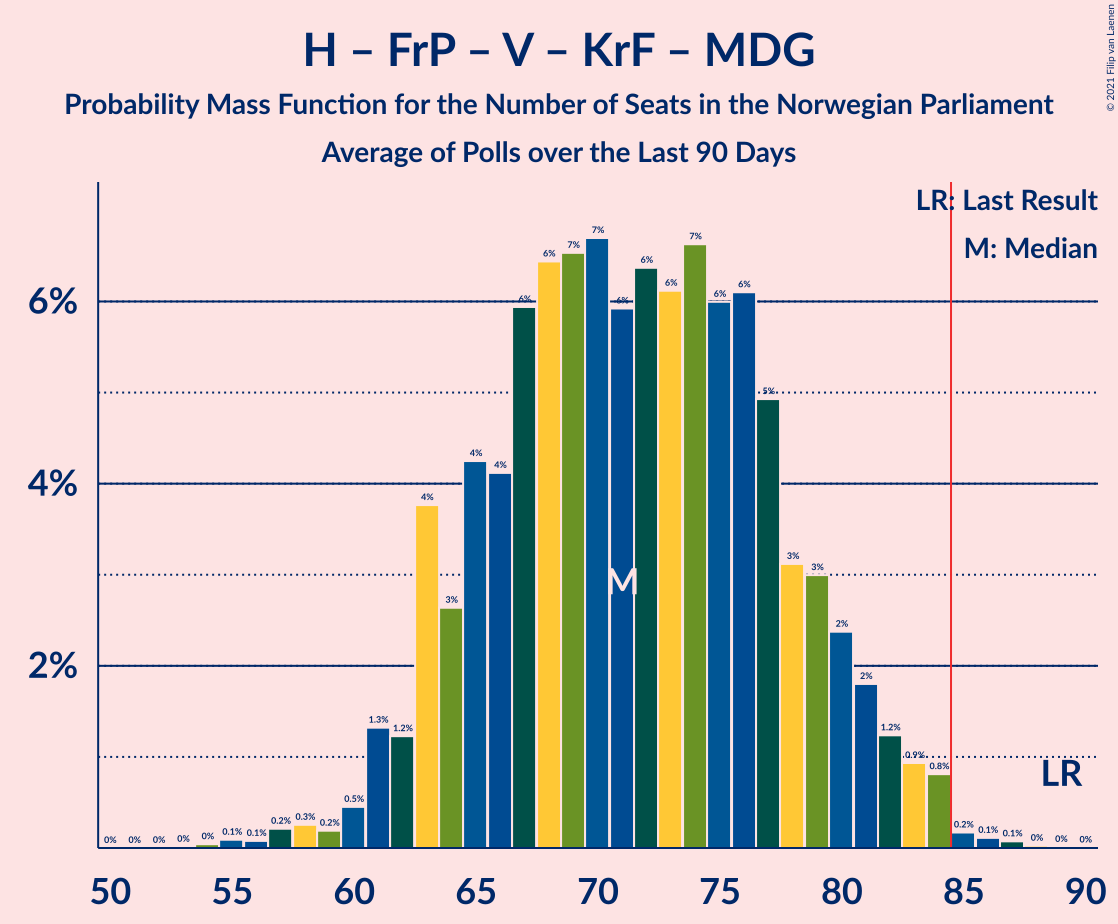 H – FrP – V – KrF – MDG
Probability Mass Function for the Number of Seats in the Norwegian Parliament
Average of Polls over the Last 90 Days
© 2021 Filip van Laenen
LR: Last Result
M: Median
6%
4%
2%
0% 0% 0% 0% 0% 0.1% 0.1% 0.2% 0.3% 0.2% 0.5% 1.3% 1.2% 4% 3% 4% 4% 6% 6% 7% 7% 6% 6% 6% 7% 6% 6% 5% 3% 3% 2% 2% 1.2% 0.9% 0.8% 0.2% 0.1% 0.1% 0% 0% 0%
M
LR
50 55 60 65 70 75 80 85 90